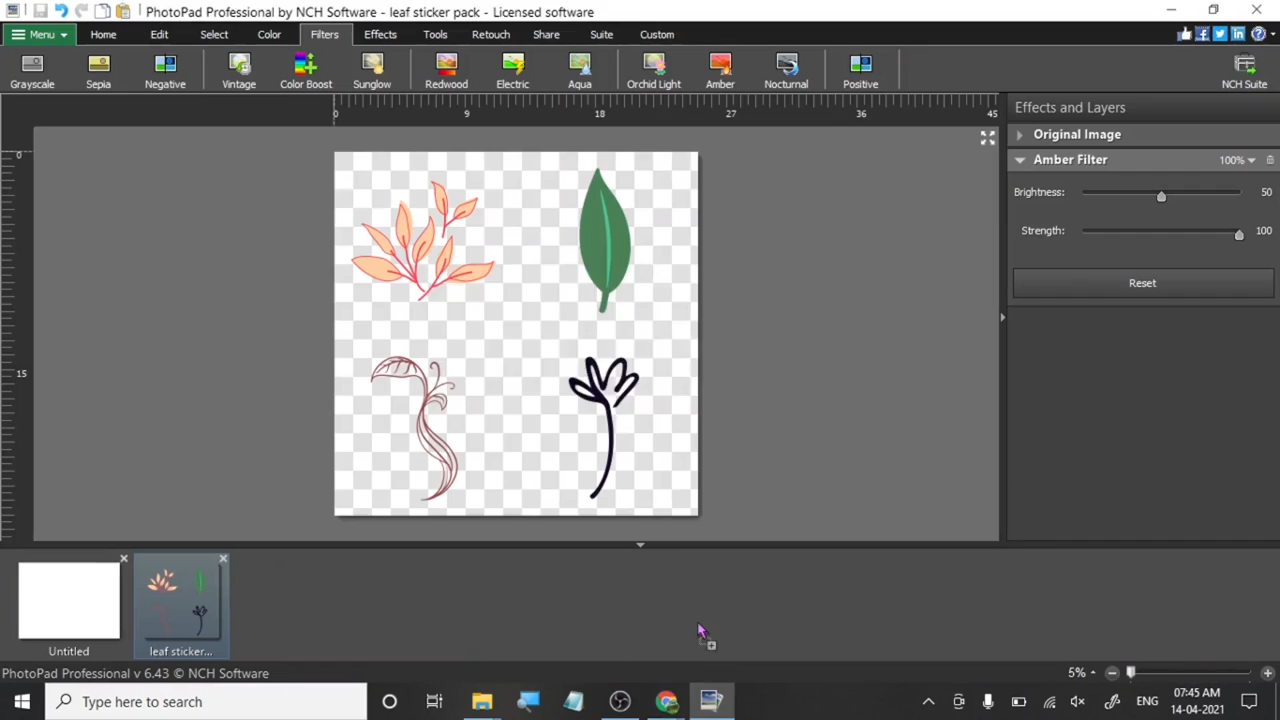 PhotoPad Professional by NCH Software - leaf sticker pack - Licensed software
Menu Home Edit Select Color Filters Effects Tools Retouch Share Suite Custom
Grayscale Sepia Negative Vintage Color Boost Sunglow Redwood Electric Aqua Orchid Light Amber Nocturnal Positive NCH Suite
0 9 18 27 36 45
Effects and Layers
0
Original Image
Amber Filter 100%
Brightness: 50
Strength: 100
Reset
15
Untitled leaf sticker...
PhotoPad Professional v 6.43 © NCH Software 5%
Type here to search ENG 07:45 AM
14-04-2021